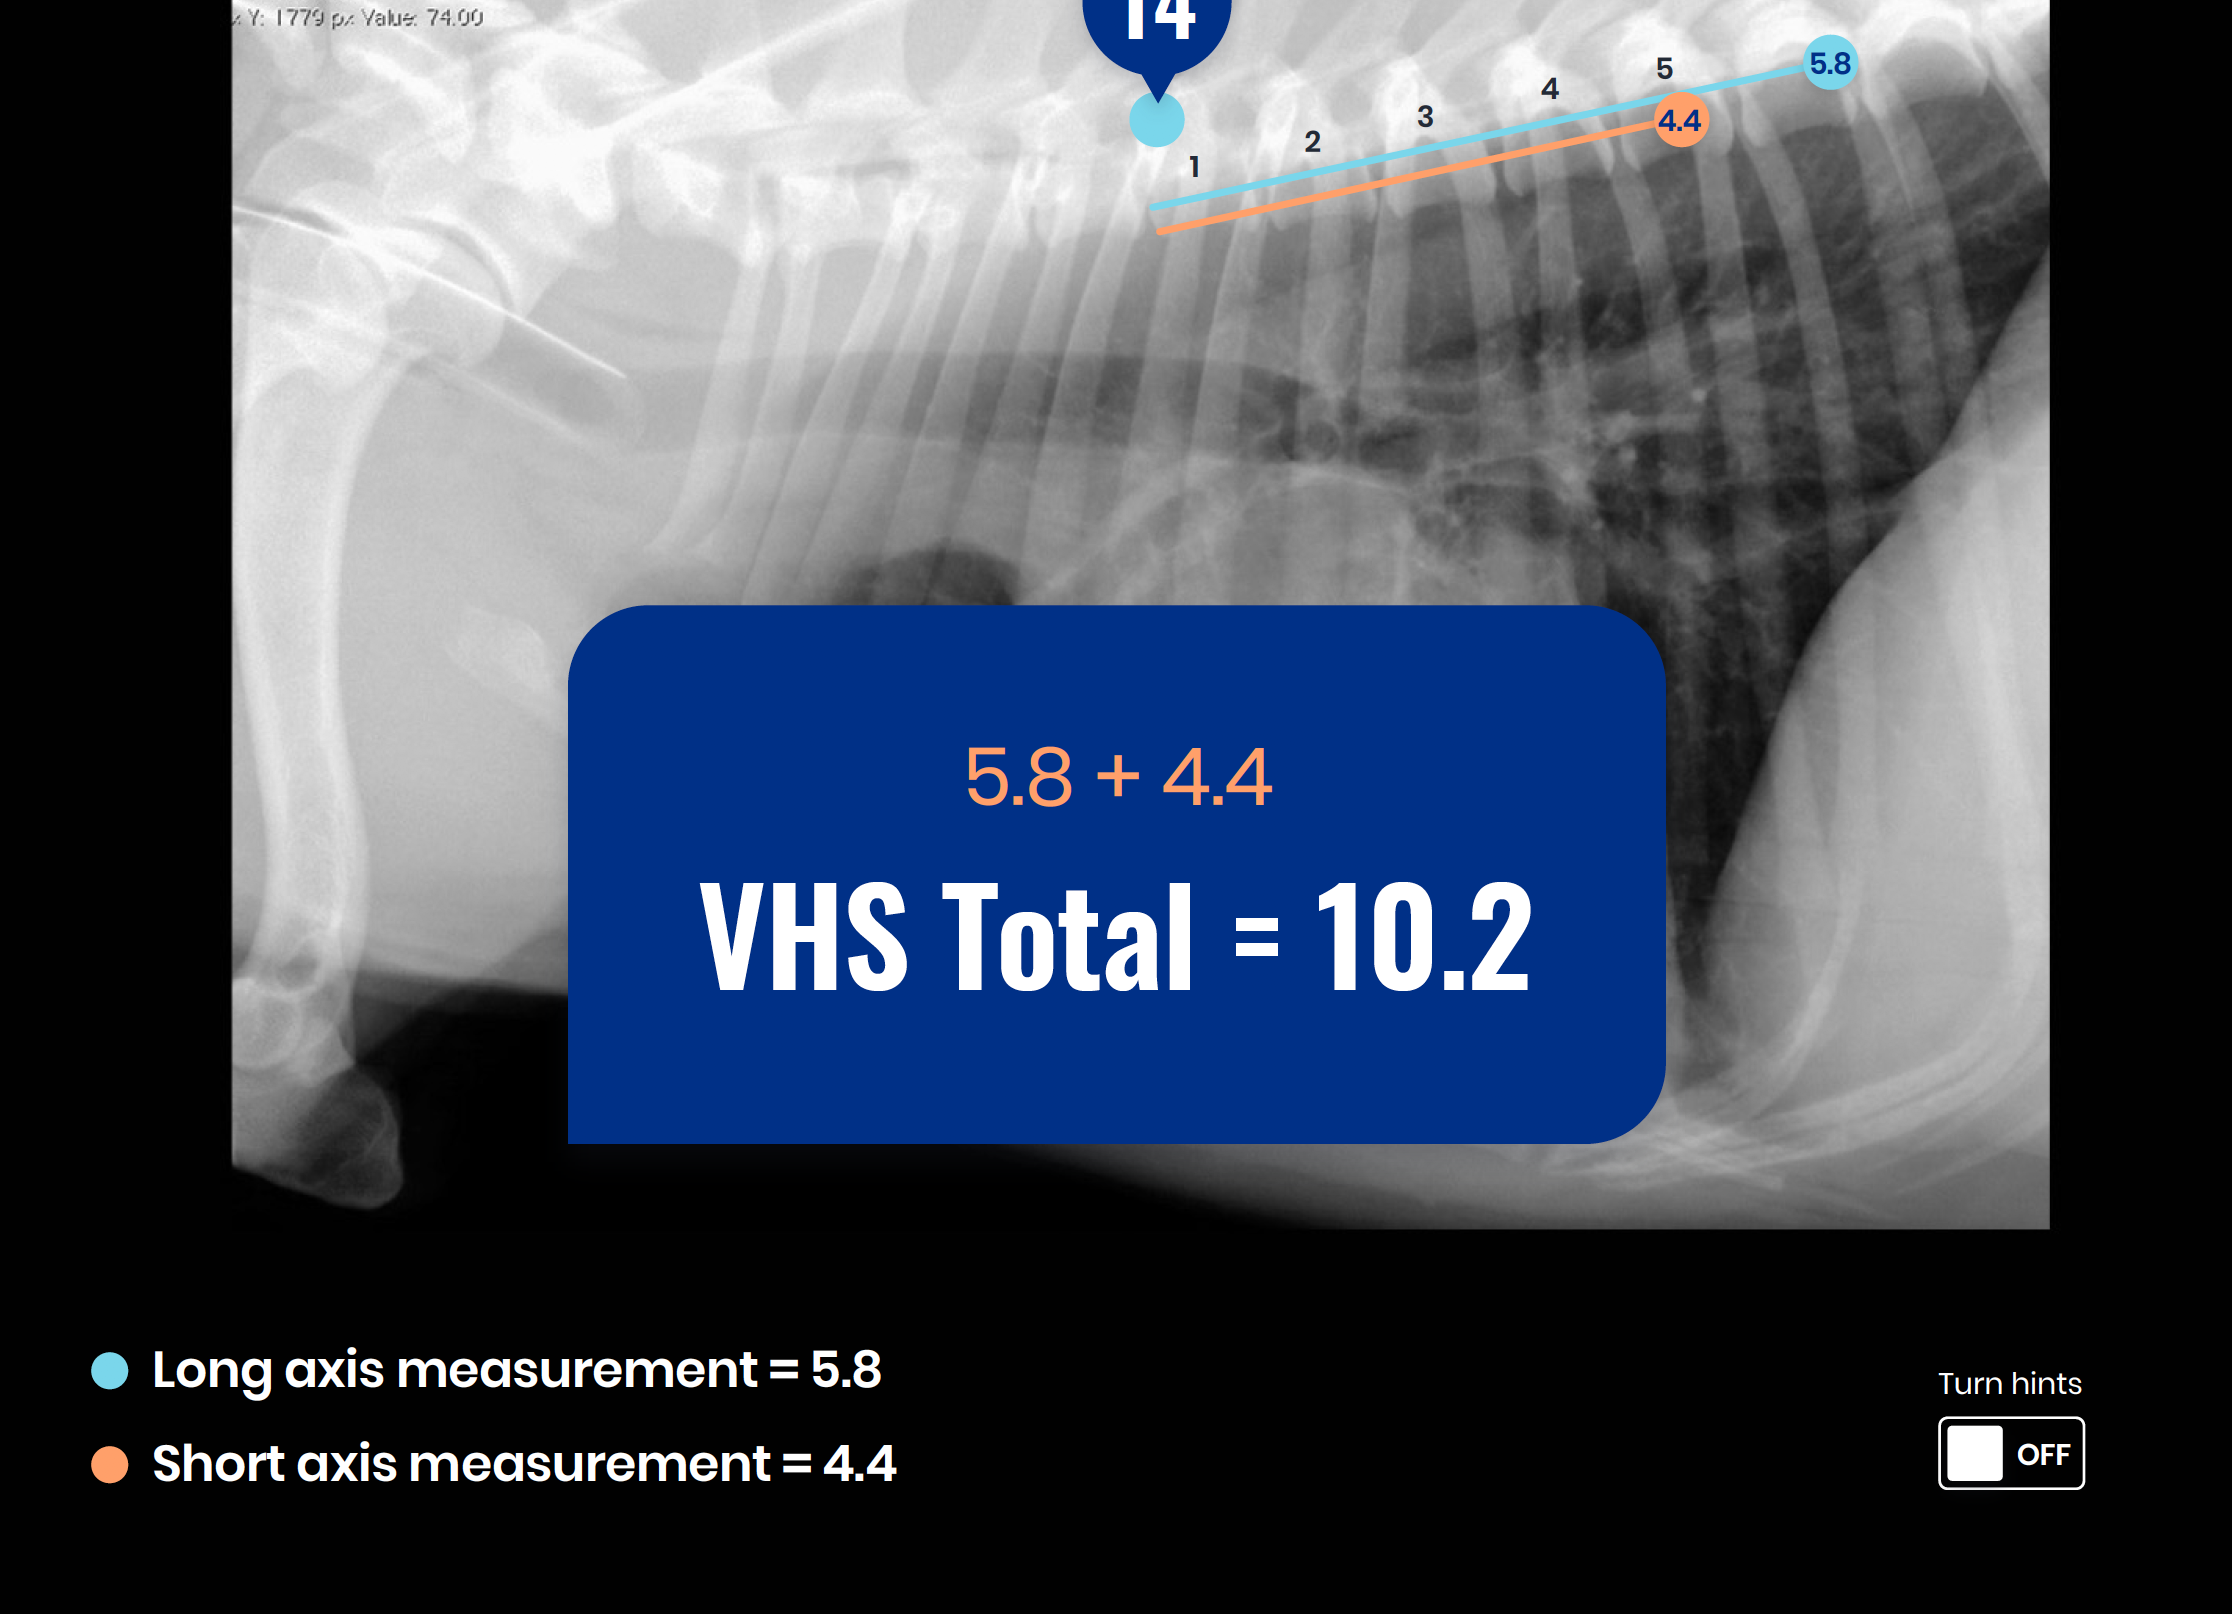 Y: 1779 px Value: 74.00
14
5.8
5
4
4.4
3
2
1
5.8 + 4.4
VHS Total = 10.2
Long axis measurement = 5.8
Short axis measurement = 4.4
Turn hints
OFF